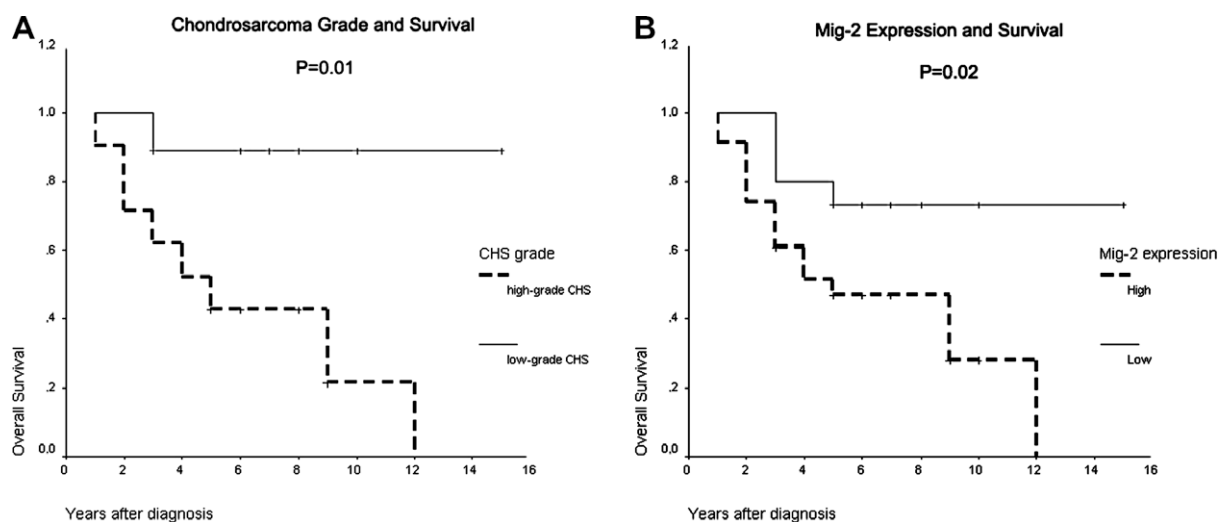 A
Chondrosarcoma Grade and Survival
P=0.01
1.2
1.0
.8
.6
.4
.2
0.0
Overall Survival
0 2 4 6 8 10 12 14 16
Years after diagnosis
CHS grade
high-grade CHS
low-grade CHS
B
Mig-2 Expression and Survival
P=0.02
1.2
1.0
.8
.6
.4
.2
0.0
Overall Survival
0 2 4 6 8 10 12 14 16
Years after diagnosis
Mig-2 expression
High
Low